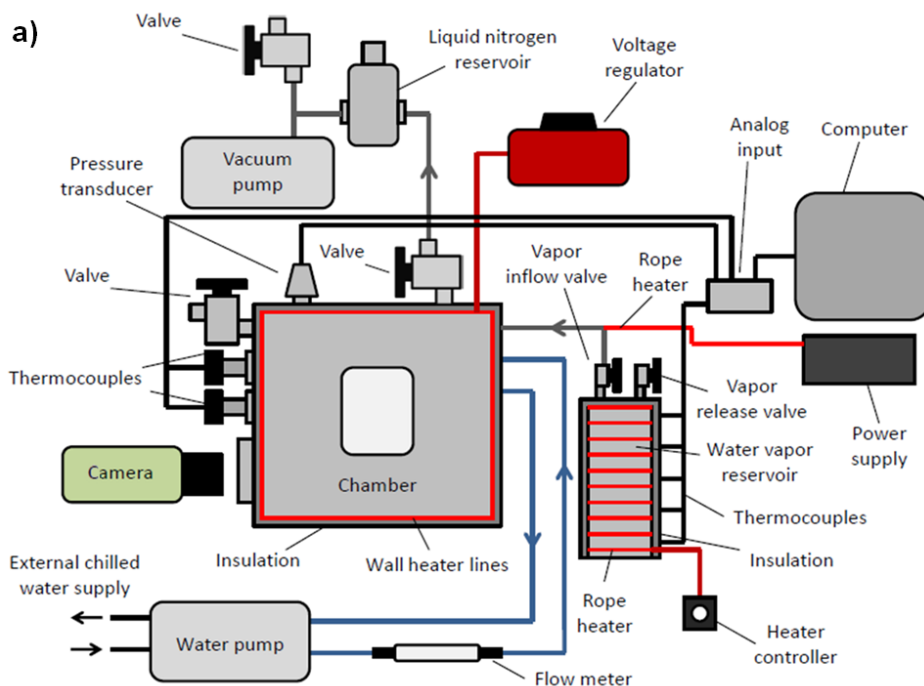 a)
Valve
Liquid nitrogen
reservoir
Voltage
regulator
Analog
input
Computer
Vacuum
pump
Pressure
transducer
Valve
Valve
Vapor
inflow valve
Rope
heater
Thermocouples
Vapor
release valve
Power
supply
Camera
Chamber
Water vapor
reservoir
Thermocouples
Insulation
Wall heater lines
Insulation
External chilled
water supply
Rope
heater
Water pump
Flow meter
Heater
controller